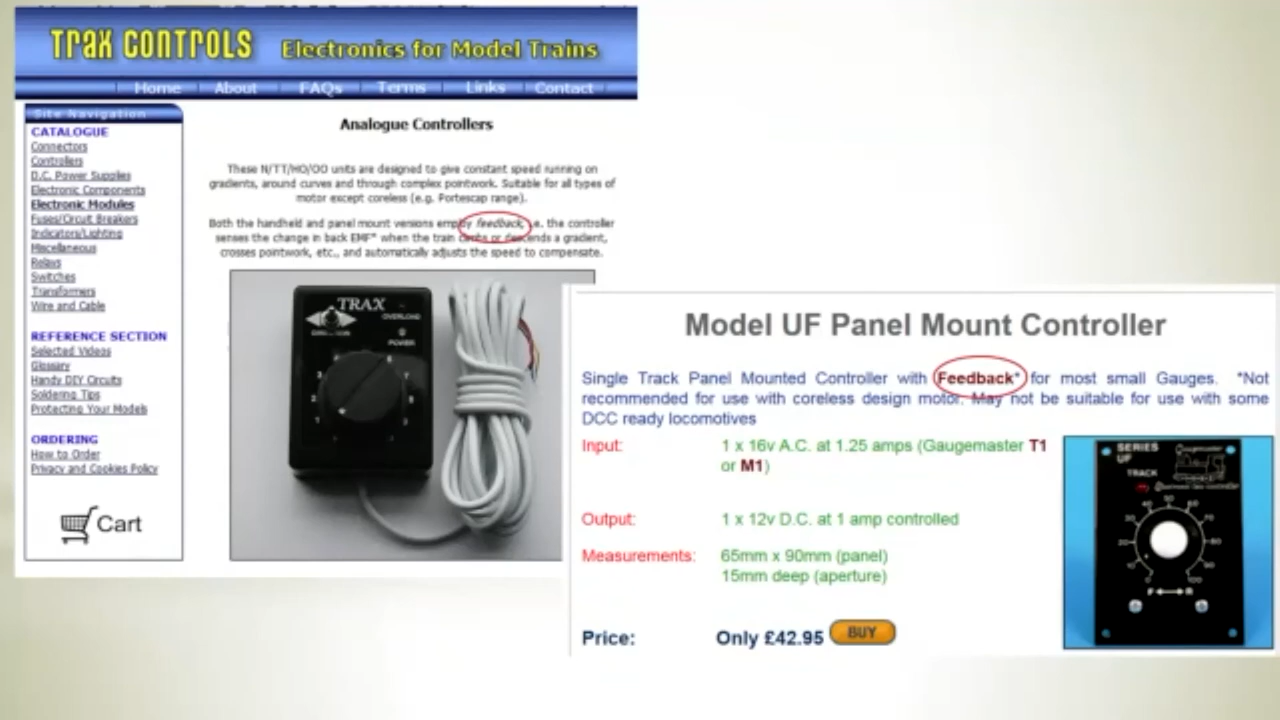 Trax Controls Electronics for Model Trains
Home About FAQs Terms Links Contact
Site Navigation
CATALOGUE
Connectors
Controllers
D.C. Power Supplies
Electronic Components
Electronic Modules
Fuses/Circuit Breakers
Indicators/Lighting
Miscellaneous
Relays
Switches
Transformers
Wire and Cable
REFERENCE SECTION
Selected Videos
Glossary
Handy DIY Circuits
Soldering Tips
Protecting Your Models
ORDERING
How to Order
Privacy and Cookies Policy
Cart
Analogue Controllers
These N/TT/HO/OO units are designed to give constant speed running on
gradients, around curves and through complex pointwork. Suitable for all types of
motor except coreless (e.g. Portescap range).
Both the handheld and panel mount versions employ feedback, i.e. the controller
senses the change in back EMF* when the train climbs or descends a gradient,
crosses pointwork, etc., and automatically adjusts the speed to compensate.
TRAX
OVERLOAD
DIRECTION
POWER
Model UF Panel Mount Controller
Single Track Panel Mounted Controller with Feedback* for most small Gauges. *Not
recommended for use with coreless design motor. May not be suitable for use with some
DCC ready locomotives
Input: 1 x 16v A.C. at 1.25 amps (Gaugemaster T1
or M1)
Output: 1 x 12v D.C. at 1 amp controlled
Measurements: 65mm x 90mm (panel)
15mm deep (aperture)
Price: Only £42.95 BUY
SERIES
UF
Gaugemaster
TRACK
F R